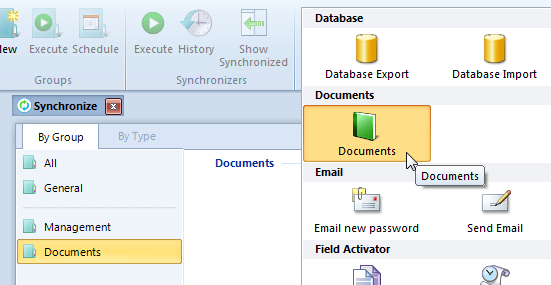 New Execute Schedule
Groups
Execute History Show Synchronized
Synchronizers
Synchronize x
By Group By Type
All
General
Management
Documents
Documents
Database
Database Export Database Import
Documents
Documents
Documents
Email
Email new password Send Email
Field Activator